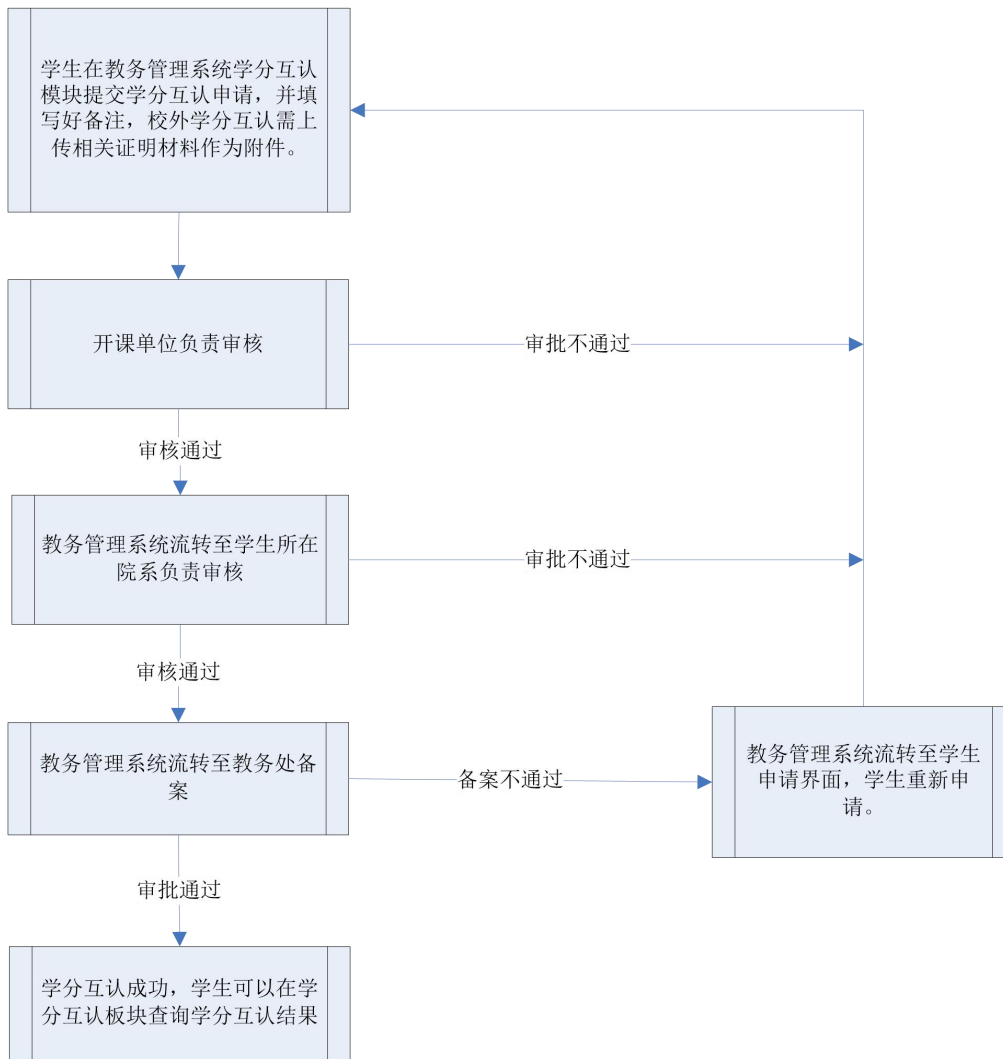 学生在教务管理系统学分互认
模块提交学分互认申请，并填
写好备注，校外学分互认需上
传相关证明材料作为附件。
开课单位负责审核
审批不通过
审核通过
教务管理系统流转至学生所在
院系负责审核
审批不通过
审核通过
教务管理系统流转至教务处备
案
备案不通过
教务管理系统流转至学生
申请界面，学生重新申
请。
审批通过
学分互认成功，学生可以在学
分互认板块查询学分互认结果